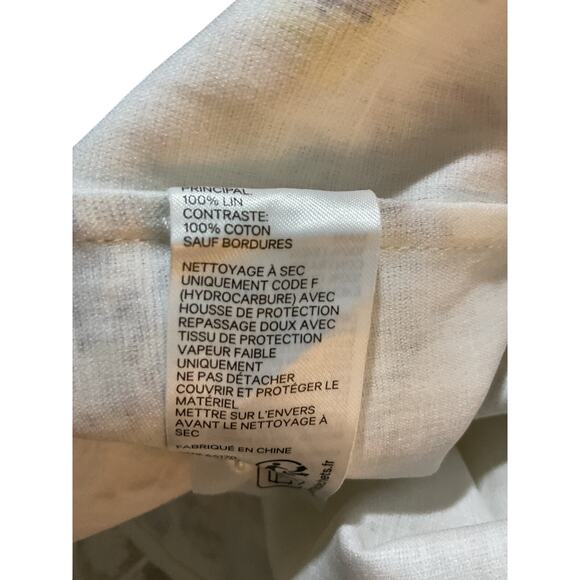 PRINCIPAL:
100% LIN
CONTRASTE:
100% COTON
SAUF BORDURES
NETTOYAGE À SEC
UNIQUEMENT CODE F
(HYDROCARBURE) AVEC
HOUSSE DE PROTECTION
REPASSAGE DOUX AVEC
TISSU DE PROTECTION
VAPEUR FAIBLE
UNIQUEMENT
NE PAS DÉTACHER
COUVRIR ET PROTÉGER LE
MATÉRIEL
METTRE SUR L'ENVERS
AVANT LE NETTOYAGE À
SEC
FABRIQUÉ EN CHINE